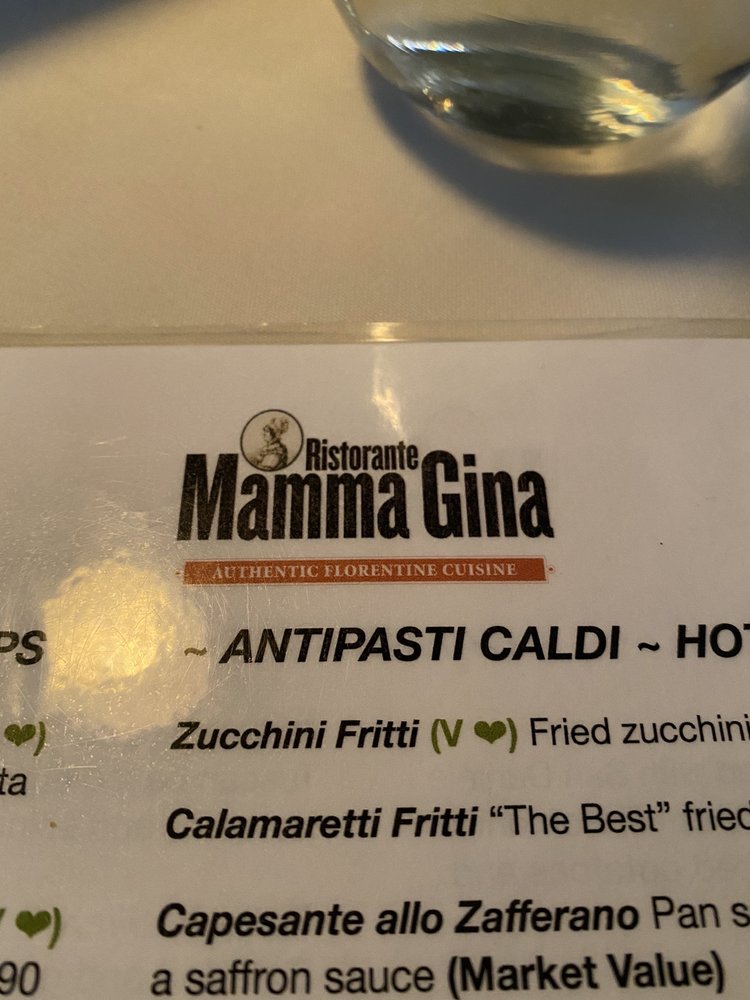 Ristorante
Mamma Gina
AUTHENTIC FLORENTINE CUISINE
PS
~ ANTIPASTI CALDI ~ HOT
❤)
Zucchini Fritti (V ❤) Fried zucchini
ta
Calamaretti Fritti “The Best” fried
❤)
Capesante allo Zafferano Pan s
90
a saffron sauce (Market Value)